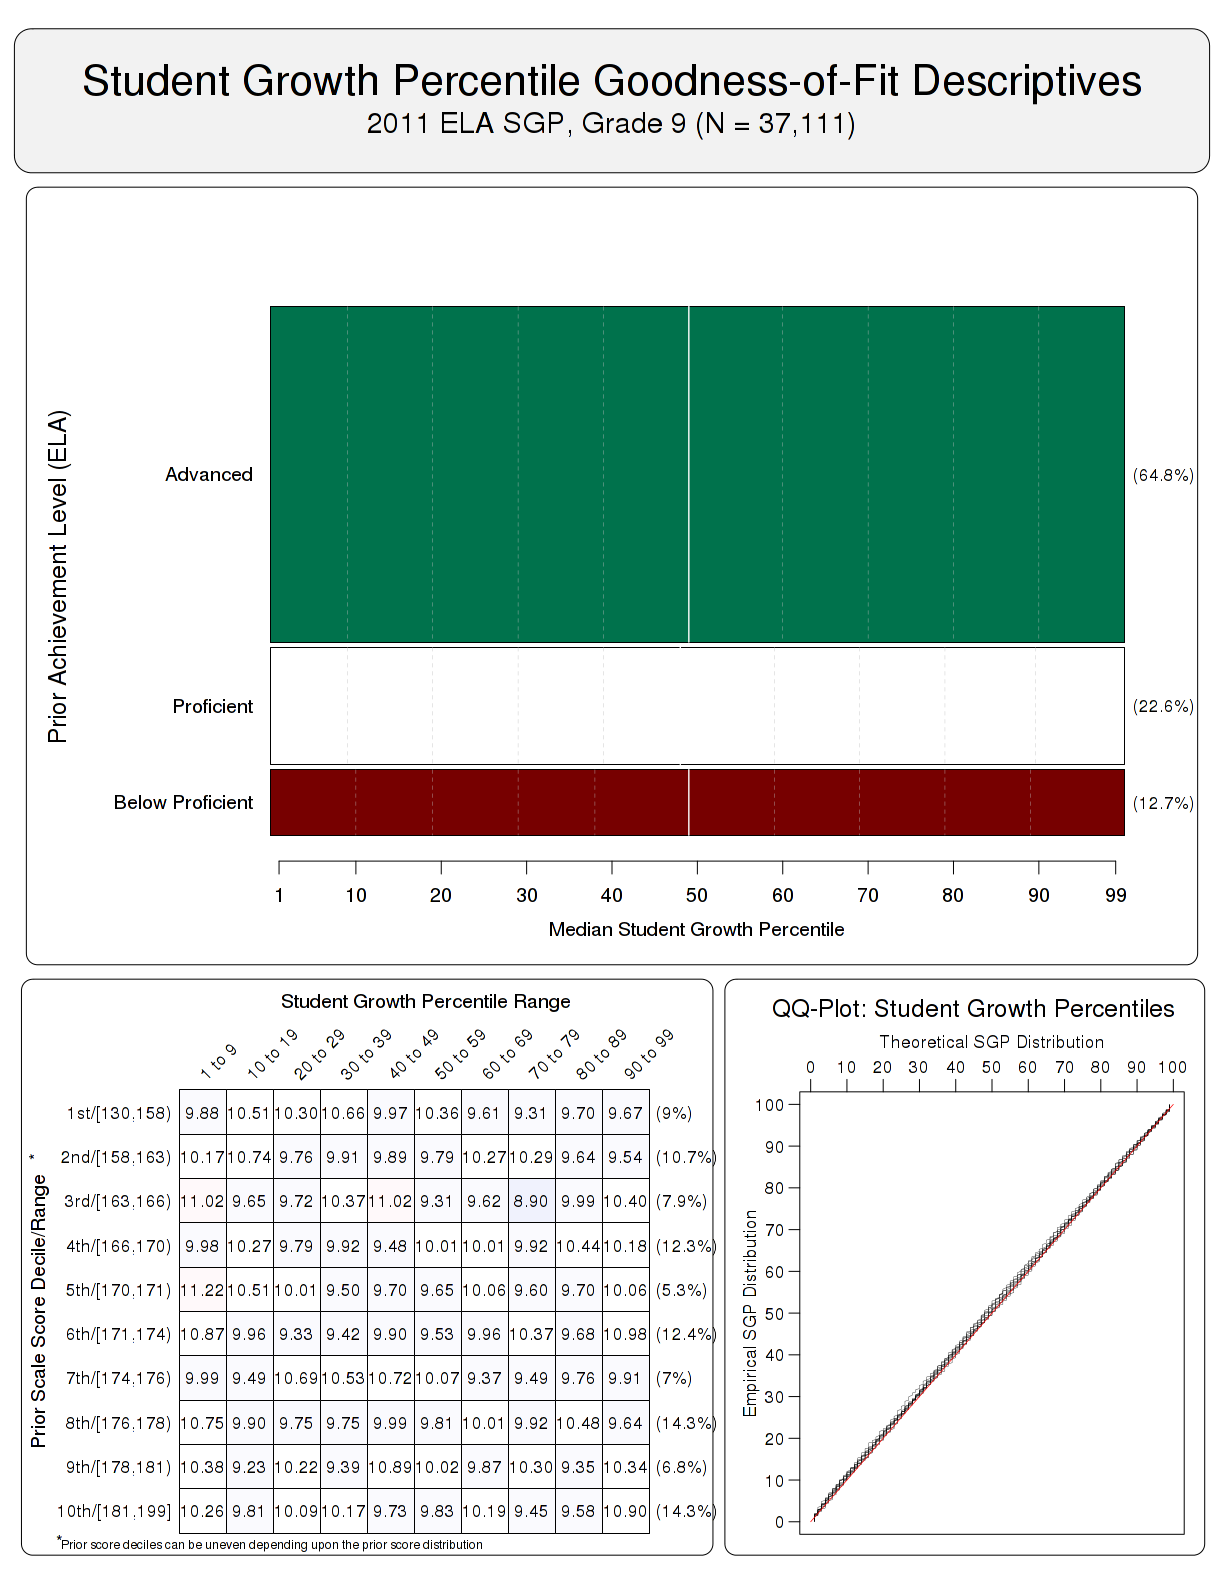 Student Growth Percentile Goodness-of-Fit Descriptives
2011 ELA SGP, Grade 9 (N = 37,111)
Prior Achievement Level (ELA)
Advanced (64.8%)
Proficient (22.6%)
Below Proficient (12.7%)
1 10 20 30 40 50 60 70 80 90 99
Median Student Growth Percentile
Student Growth Percentile Range
1 to 9 10 to 19 20 to 29 30 to 39 40 to 49 50 to 59 60 to 69 70 to 79 80 to 89 90 to 99
Prior Scale Score Decile/Range *
1st/[130,158) 9.88 10.51 10.30 10.66 9.97 10.36 9.61 9.31 9.70 9.67 (9%)
2nd/[158,163) 10.17 10.74 9.76 9.91 9.89 9.79 10.27 10.29 9.64 9.54 (10.7%)
3rd/[163,166) 11.02 9.65 9.72 10.37 11.02 9.31 9.62 8.90 9.99 10.40 (7.9%)
4th/[166,170) 9.98 10.27 9.79 9.92 9.48 10.01 10.01 9.92 10.44 10.18 (12.3%)
5th/[170,171) 11.22 10.51 10.01 9.50 9.70 9.65 10.06 9.60 9.70 10.06 (5.3%)
6th/[171,174) 10.87 9.96 9.33 9.42 9.90 9.53 9.96 10.37 9.68 10.98 (12.4%)
7th/[174,176) 9.99 9.49 10.69 10.53 10.72 10.07 9.37 9.49 9.76 9.91 (7%)
8th/[176,178) 10.75 9.90 9.75 9.75 9.99 9.81 10.01 9.92 10.48 9.64 (14.3%)
9th/[178,181) 10.38 9.23 10.22 9.39 10.89 10.02 9.87 10.30 9.35 10.34 (6.8%)
10th/[181,199] 10.26 9.81 10.09 10.17 9.73 9.83 10.19 9.45 9.58 10.90 (14.3%)
*Prior score deciles can be uneven depending upon the prior score distribution
QQ-Plot: Student Growth Percentiles
Theoretical SGP Distribution
0 10 20 30 40 50 60 70 80 90 100
Empirical SGP Distribution
100
90
80
70
60
50
40
30
20
10
0